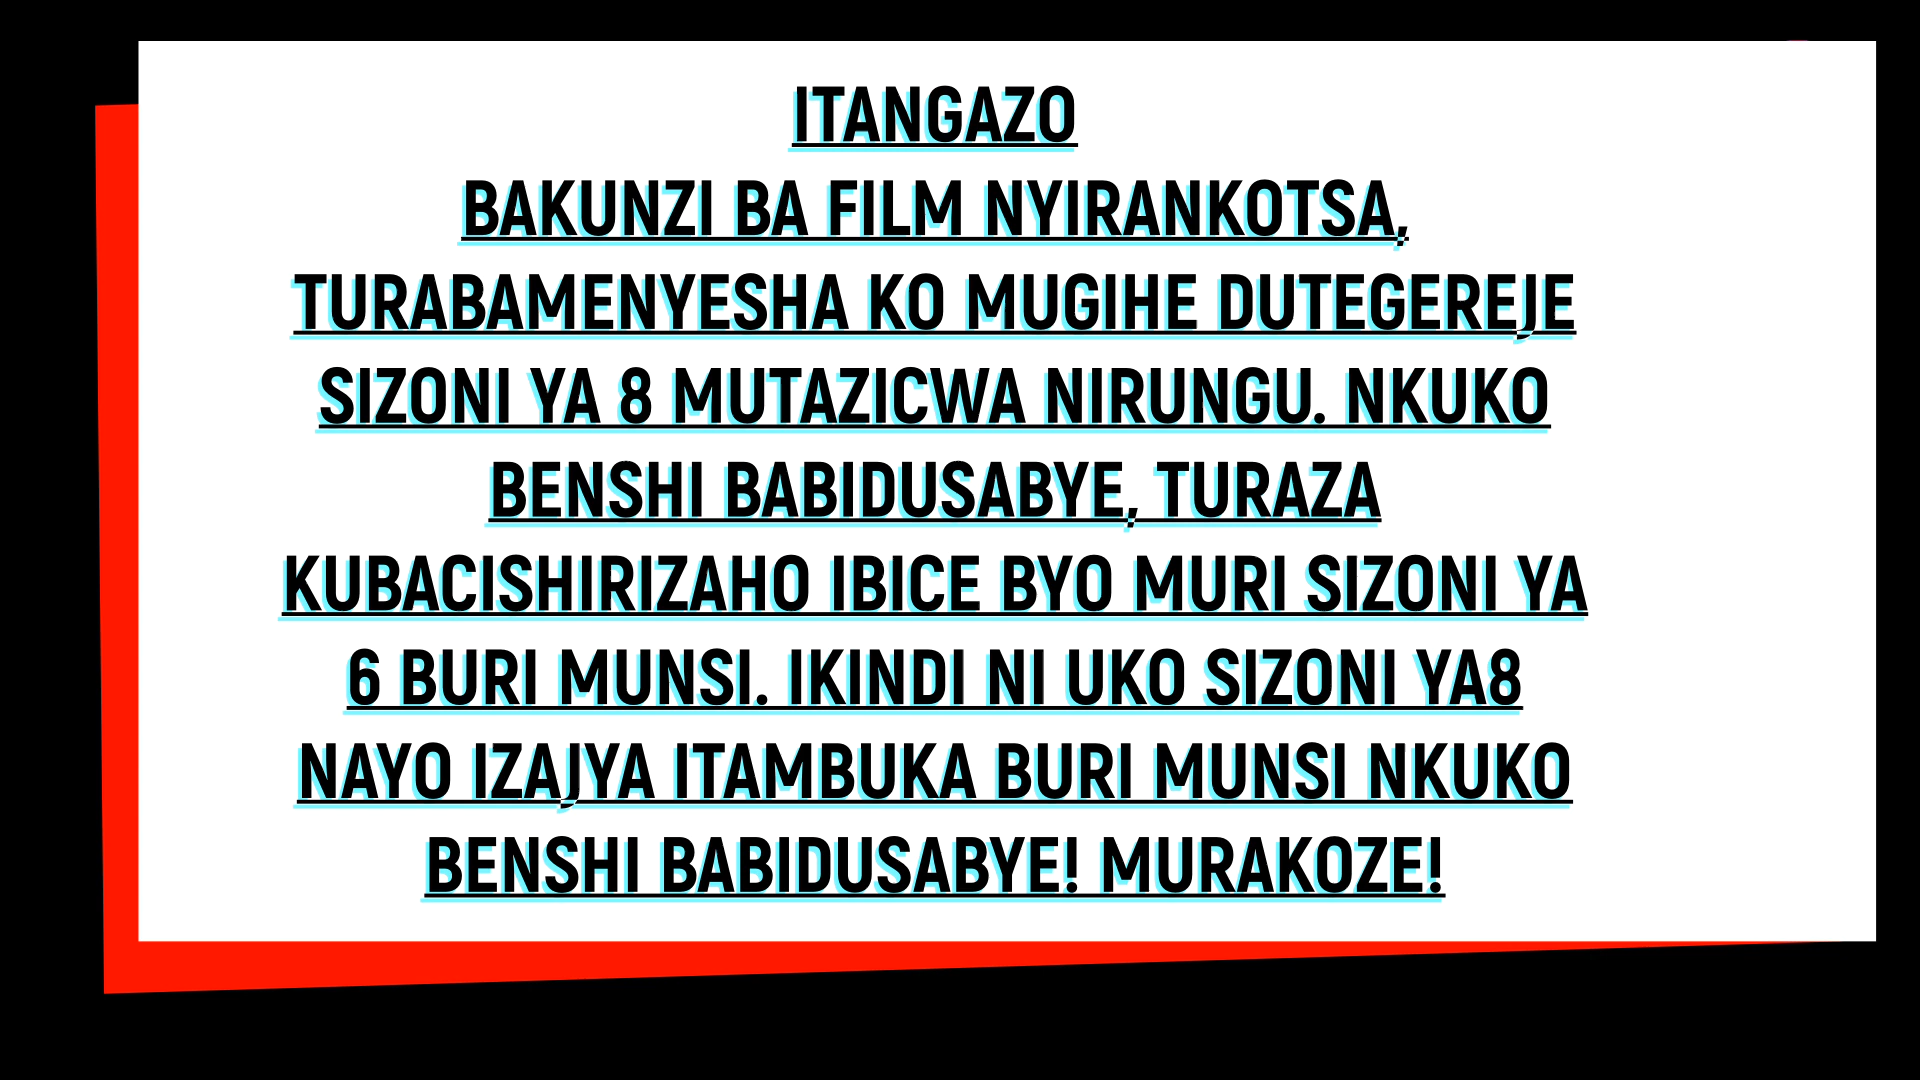 ITANGAZO
BAKUNZI BA FILM NYIRANKOTSA,
TURABAMENYESHA KO MUGIHE DUTEGEREJE
SIZONI YA 8 MUTAZICWA NIRUNGU. NKUKO
BENSHI BABIDUSABYE, TURAZA
KUBACISHIRIZAHO IBICE BYO MURI SIZONI YA
6 BURI MUNSI. IKINDI NI UKO SIZONI YA8
NAYO IZAJYA ITAMBUKA BURI MUNSI NKUKO
BENSHI BABIDUSABYE! MURAKOZE!